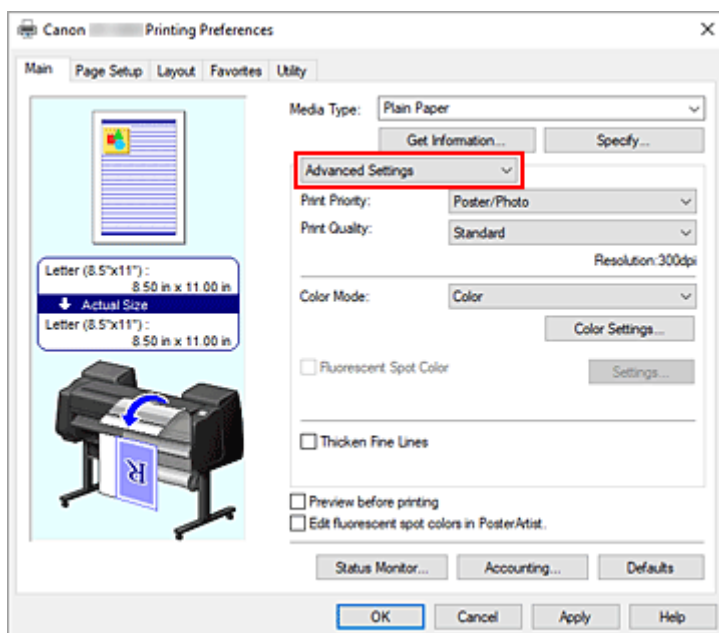 Canon Printing Preferences
Main Page Setup Layout Favorites Utility
Media Type: Plain Paper
Get Information... Specify...
Advanced Settings
Print Priority: Poster/Photo
Print Quality: Standard
Resolution:300dpi
Letter (8.5"x11") :
8.50 in x 11.00 in
Actual Size
Letter (8.5"x11") :
8.50 in x 11.00 in
Color Mode: Color
Color Settings...
Fluorescent Spot Color Settings...
R
Thicken Fine Lines
Preview before printing
Edit fluorescent spot colors in PosterArtist.
Status Monitor... Accounting... Defaults
OK Cancel Apply Help